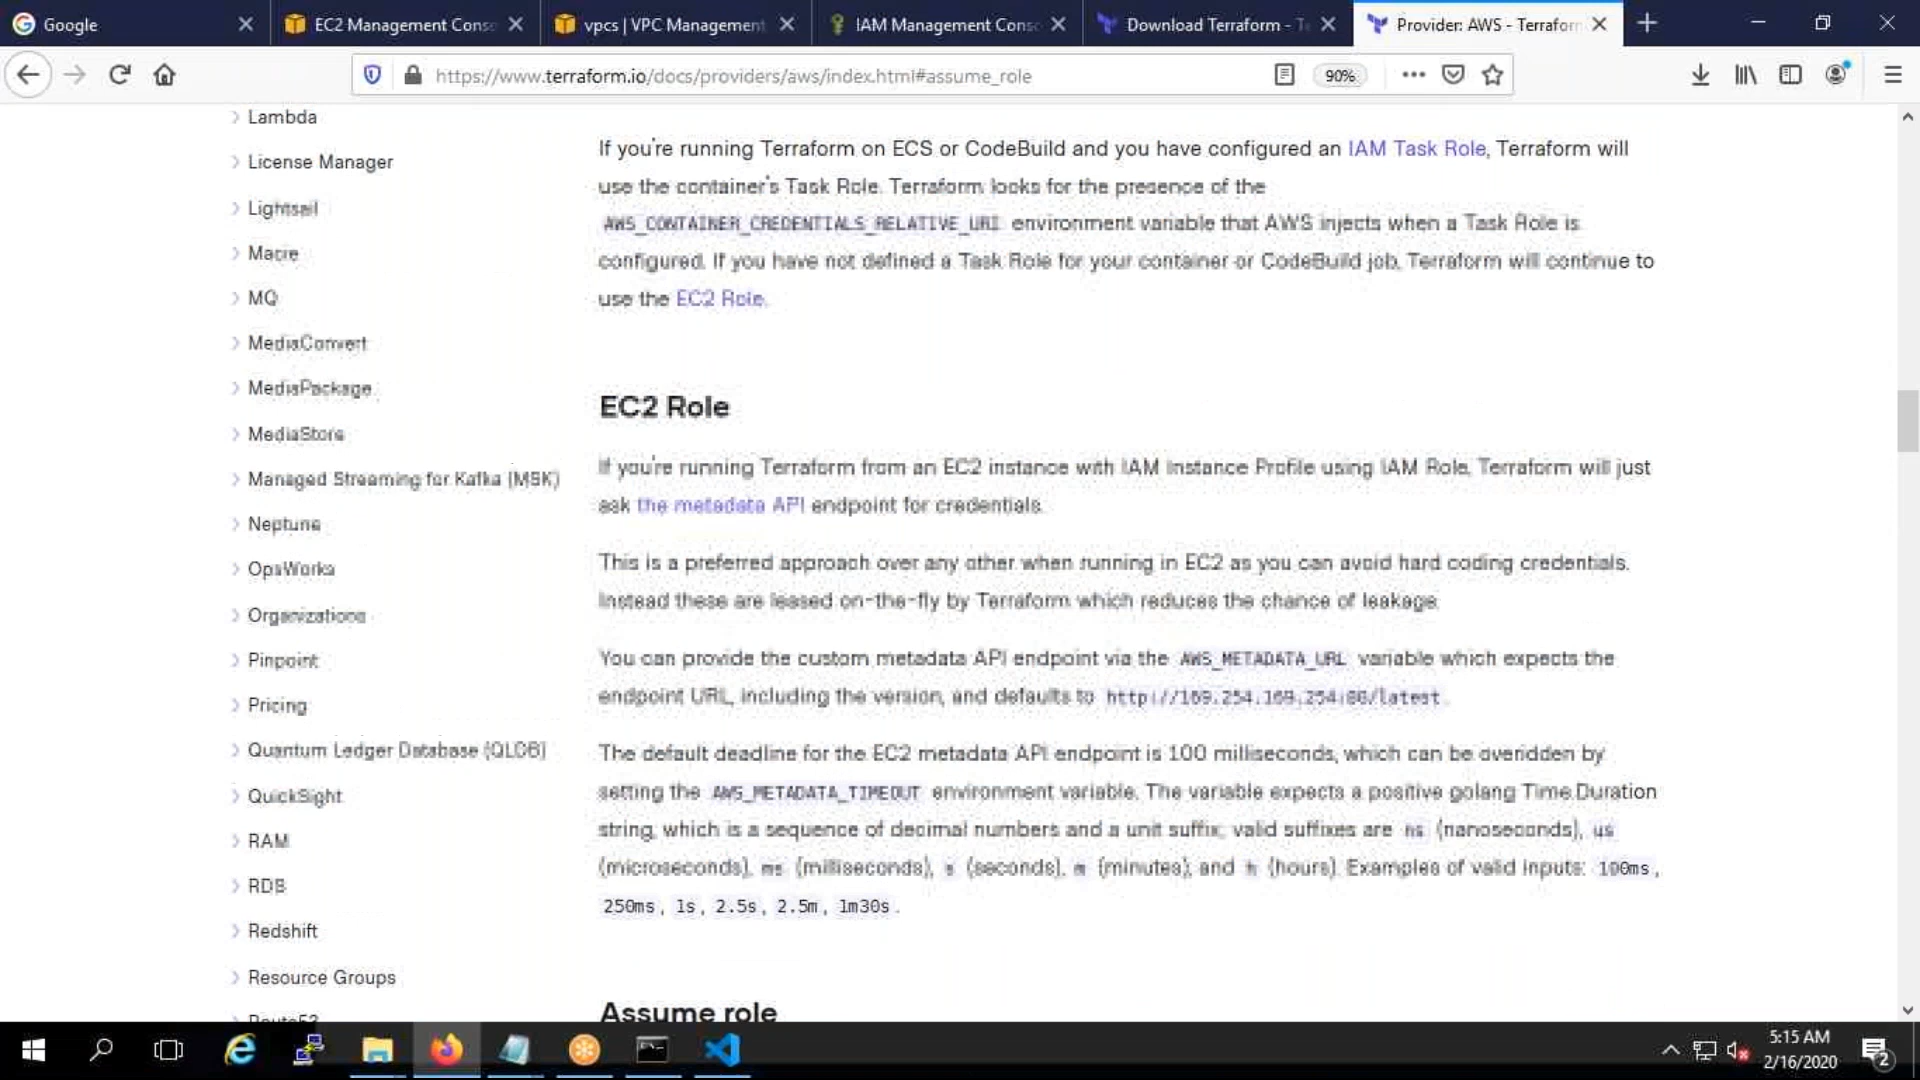 Google
EC2 Management Conso
vpcs | VPC Management
IAM Management Conso
Download Terraform - Te
Provider: AWS - Terraform
https://www.terraform.io/docs/providers/aws/index.html#assume_role
90%
Lambda
License Manager
Lightsail
Macie
MQ
MediaConvert
MediaPackage
MediaStore
Managed Streaming for Kafka (MSK)
Neptune
OpsWorks
Organizations
Pinpoint
Pricing
Quantum Ledger Database (QLDB)
QuickSight
RAM
RDS
Redshift
Resource Groups
Route53
If you're running Terraform on ECS or CodeBuild and you have configured an IAM Task Role, Terraform will
use the container's Task Role. Terraform looks for the presence of the
AWS_CONTAINER_CREDENTIALS_RELATIVE_URI environment variable that AWS injects when a Task Role is
configured. If you have not defined a Task Role for your container or CodeBuild job, Terraform will continue to
use the EC2 Role.
EC2 Role
If you're running Terraform from an EC2 instance with IAM Instance Profile using IAM Role, Terraform will just
ask the metadata API endpoint for credentials.
This is a preferred approach over any other when running in EC2 as you can avoid hard coding credentials.
Instead these are leased on-the-fly by Terraform which reduces the chance of leakage.
You can provide the custom metadata API endpoint via the AWS_METADATA_URL variable which expects the
endpoint URL, including the version, and defaults to http://169.254.169.254:80/latest.
The default deadline for the EC2 metadata API endpoint is 100 milliseconds, which can be overidden by
setting the AWS_METADATA_TIMEOUT environment variable. The variable expects a positive golang Time.Duration
string, which is a sequence of decimal numbers and a unit suffix; valid suffixes are ns (nanoseconds), us
(microseconds), ms (milliseconds), s (seconds), m (minutes), and h (hours). Examples of valid inputs: 100ms,
250ms, 1s, 2.5s, 2.5m, 1m30s.
Assume role
5:15 AM
2/16/2020
2